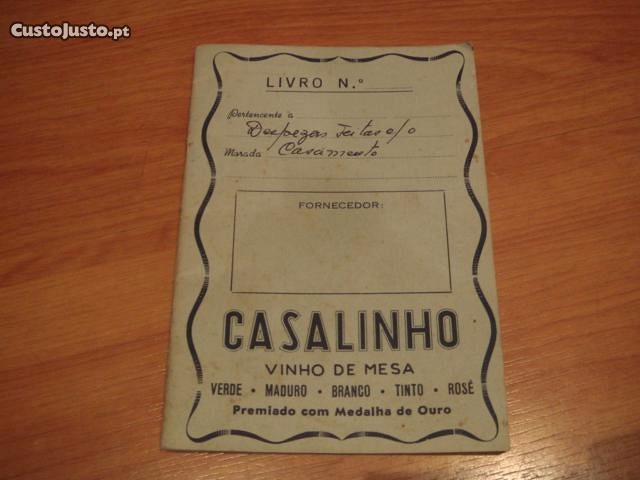 CustoJusto.pt
LIVRO N.º
Pertencente a
Despezas feitas c/o
Morada Casamento
FORNECEDOR:
CASALINHO
VINHO DE MESA
VERDE • MADURO • BRANCO • TINTO • ROSÉ
Premiado com Medalha de Ouro